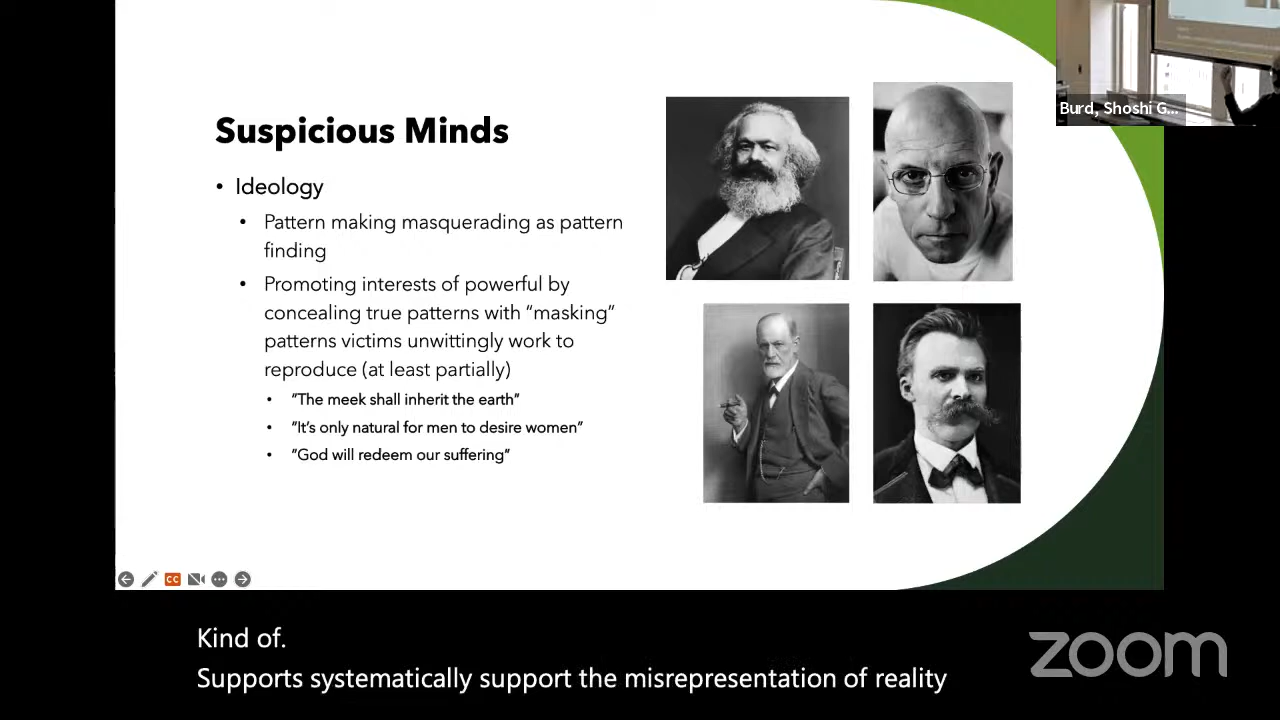 Burd, Shoshi G...
Suspicious Minds
• Ideology
• Pattern making masquerading as pattern
finding
• Promoting interests of powerful by
concealing true patterns with “masking”
patterns victims unwittingly work to
reproduce (at least partially)
• “The meek shall inherit the earth”
• “It’s only natural for men to desire women”
• “God will redeem our suffering”
CC
Kind of.
Supports systematically support the misrepresentation of reality
zoom